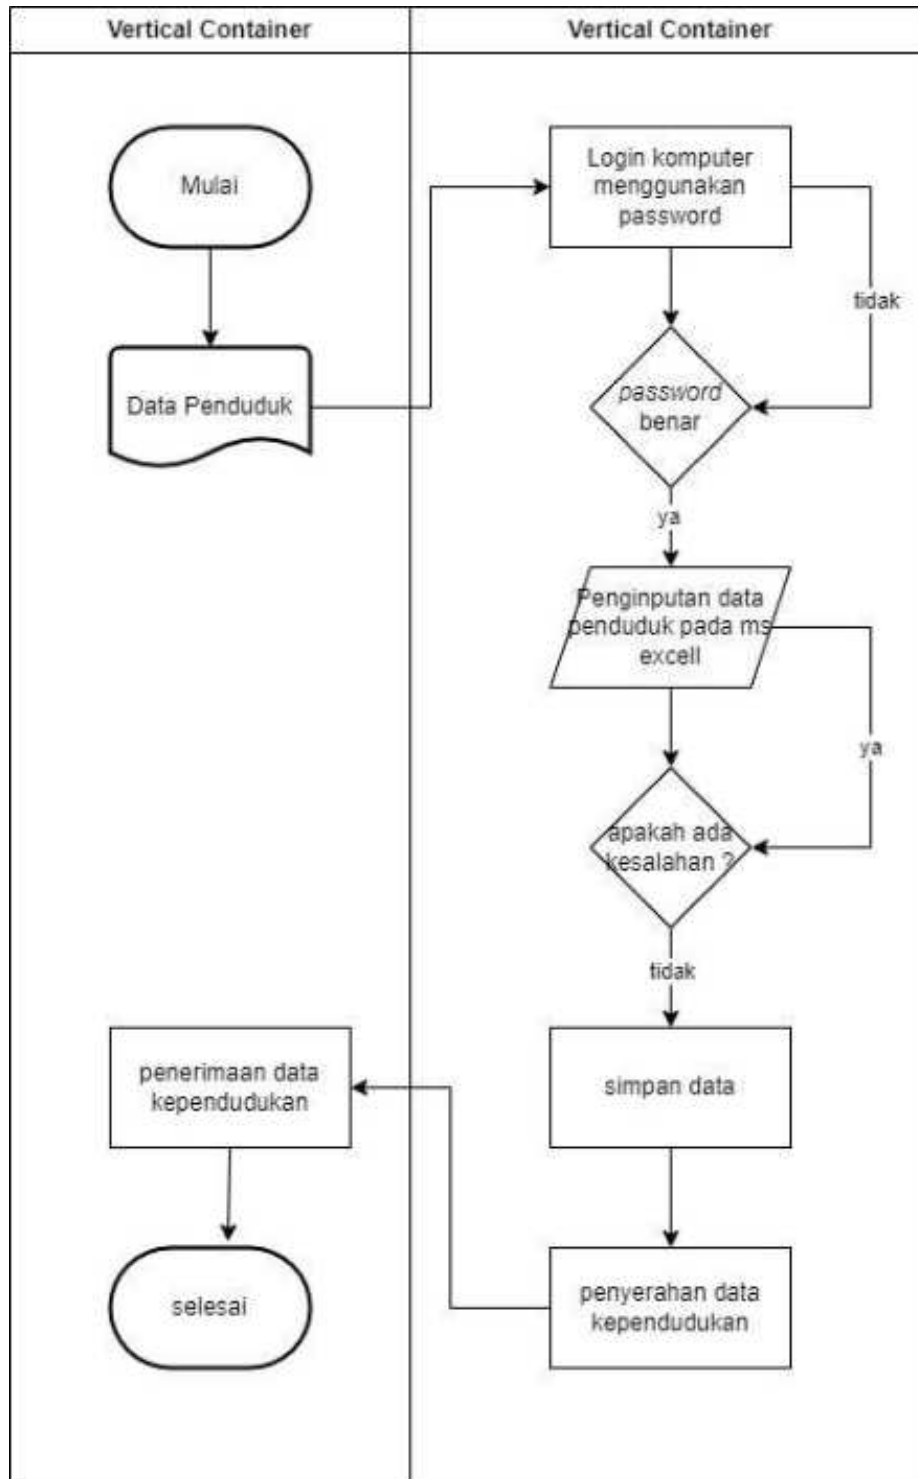 Vertical Container
Vertical Container
Mulai
Data Penduduk
Login komputer
menggunakan
password
tidak
password
benar
ya
Penginputan data
penduduk pada ms
excell
ya
apakah ada
kesalahan ?
tidak
simpan data
penyerahan data
kependudukan
penerimaan data
kependudukan
selesai